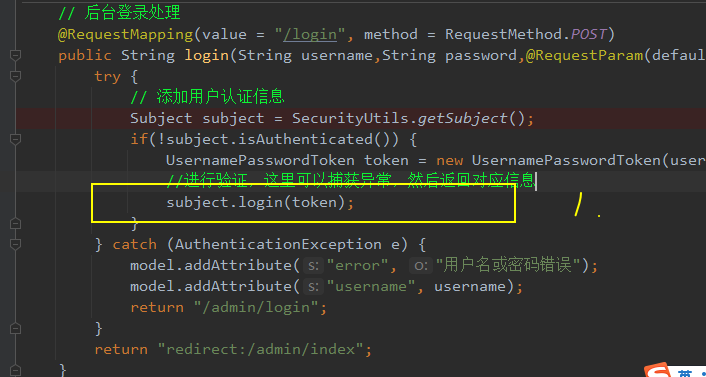 // 后台登录处理
@RequestMapping(value = "/login", method = RequestMethod.POST)
public String login(String username,String password,@RequestParam(defaul
try {
// 添加用户认证信息
Subject subject = SecurityUtils.getSubject();
if(!subject.isAuthenticated()) {
UsernamePasswordToken token = new UsernamePasswordToken(user
//进行验证，这里可以捕获异常，然后返回对应信息
subject.login(token);
}
} catch (AuthenticationException e) {
model.addAttribute( s: "error", o: "用户名或密码错误");
model.addAttribute( s: "username", username);
return "/admin/login";
}
return "redirect:/admin/index";
}
S 英